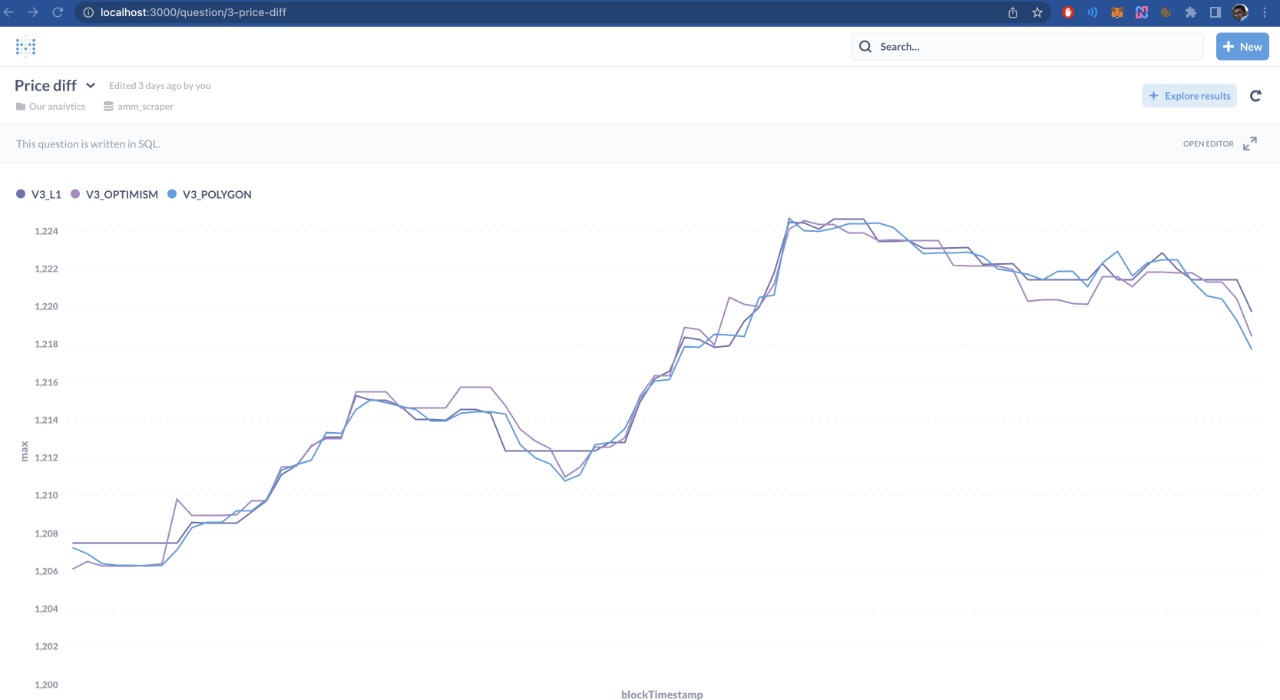 localhost:3000/question/3-price-diff
Search...
New
Price diff
Edited 3 days ago by you
Our analytics
amm_scraper
Explore results
This question is written in SQL.
OPEN EDITOR
V3_L1 V3_OPTIMISM V3_POLYGON
1,224
1,222
1,220
1,218
1,216
1,214
max
1,212
1,210
1,208
1,206
1,204
1,202
1,200
blockTimestamp